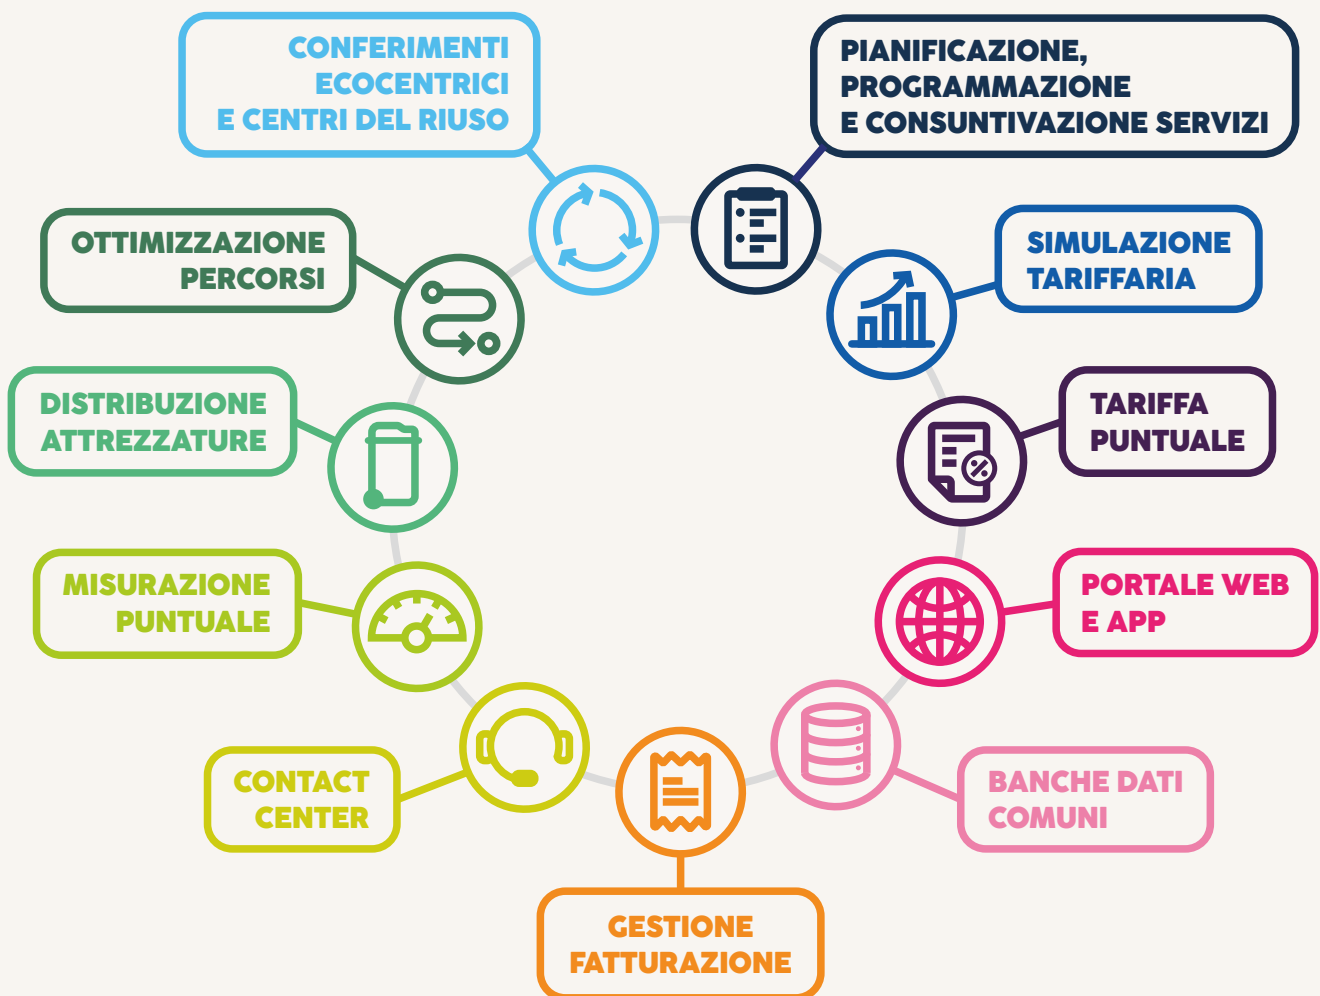 CONFERIMENTI
ECOCENTRICI
E CENTRI DEL RIUSO
PIANIFICAZIONE,
PROGRAMMAZIONE
E CONSUNTIVAZIONE SERVIZI
OTTIMIZZAZIONE
PERCORSI
SIMULAZIONE
TARIFFARIA
DISTRIBUZIONE
ATTREZZATURE
TARIFFA
PUNTUALE
MISURAZIONE
PUNTUALE
PORTALE WEB
E APP
CONTACT
CENTER
BANCHE DATI
COMUNI
GESTIONE
FATTURAZIONE